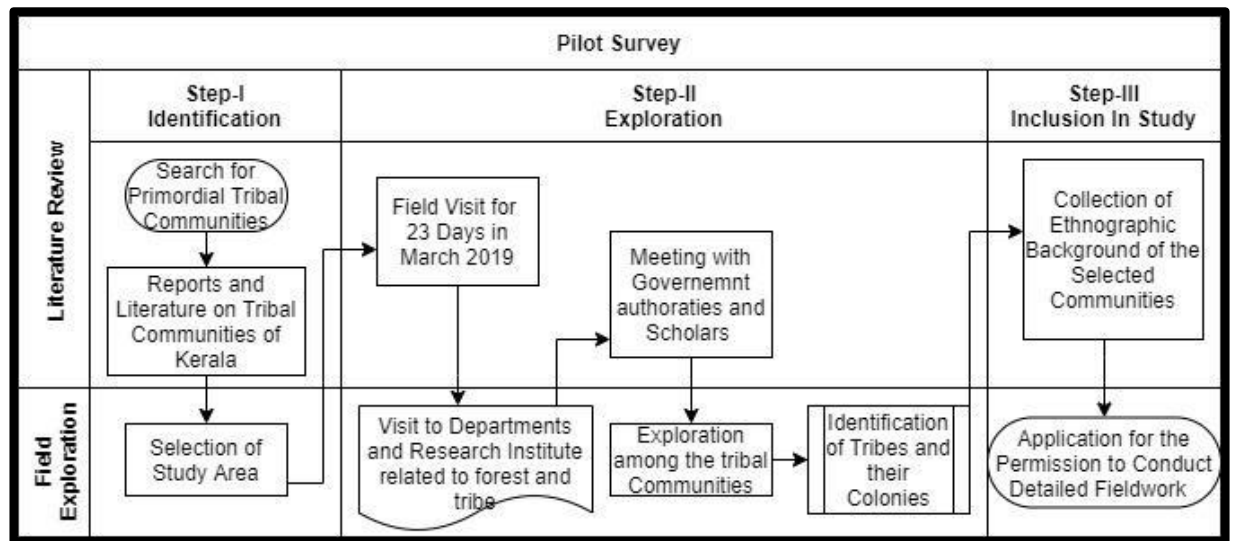 Pilot Survey
Step-I
Identification
Step-II
Exploration
Step-III
Inclusion In Study
Literature Review
Search for
Primordial Tribal
Communities
Reports and
Literature on Tribal
Communities of
Kerala
Field Visit for
23 Days in
March 2019
Meeting with
Governemnt
authoraties and
Scholars
Collection of
Ethnographic
Background of the
Selected
Communities
Field
Exploration
Selection of
Study Area
Visit to Departments
and Research Institute
related to forest and
tribe
Exploration
among the tribal
Communities
Identification
of Tribes and
their
Colonies
Application for the
Permission to Conduct
Detailed Fieldwork